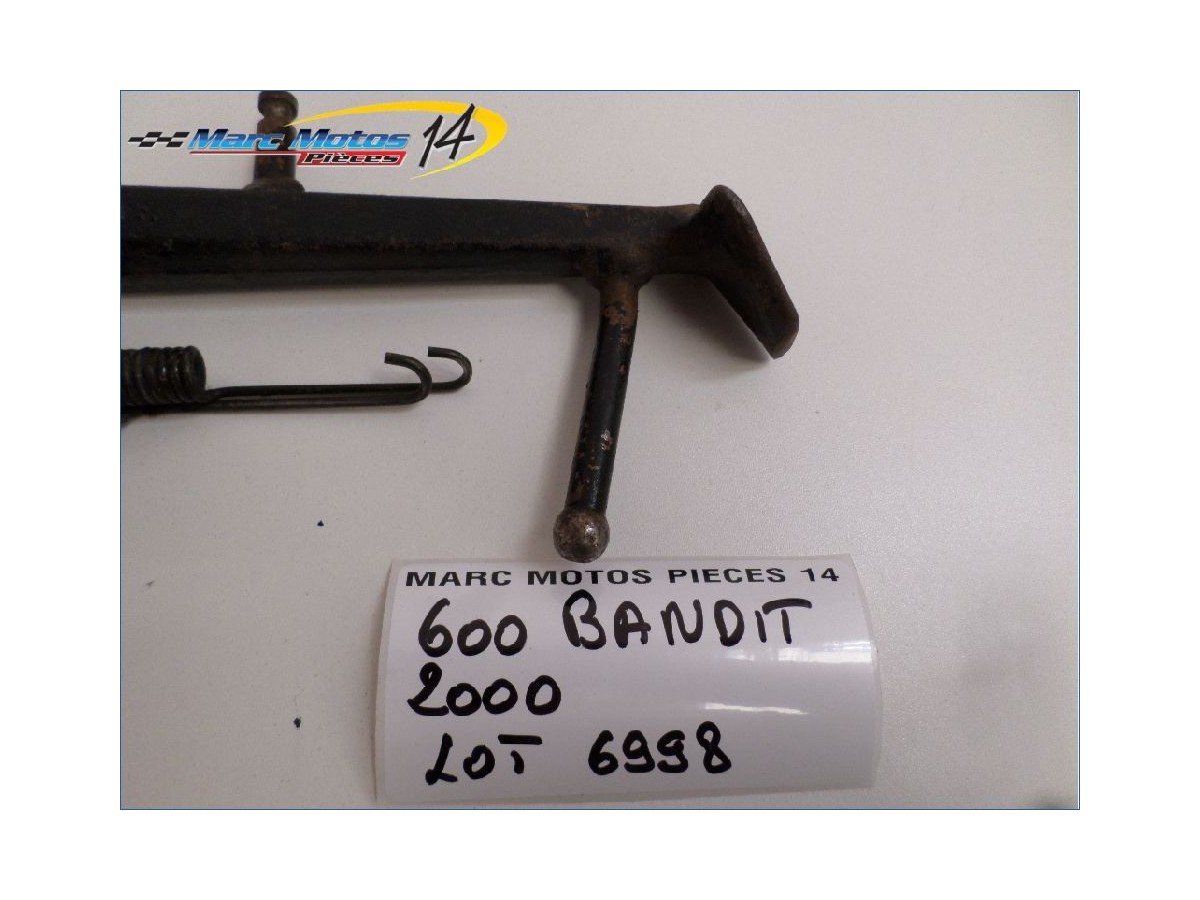 Marc Motos 14
Pièces
MARC MOTOS PIECES 14
600 BANDIT
2000
LOT 6998